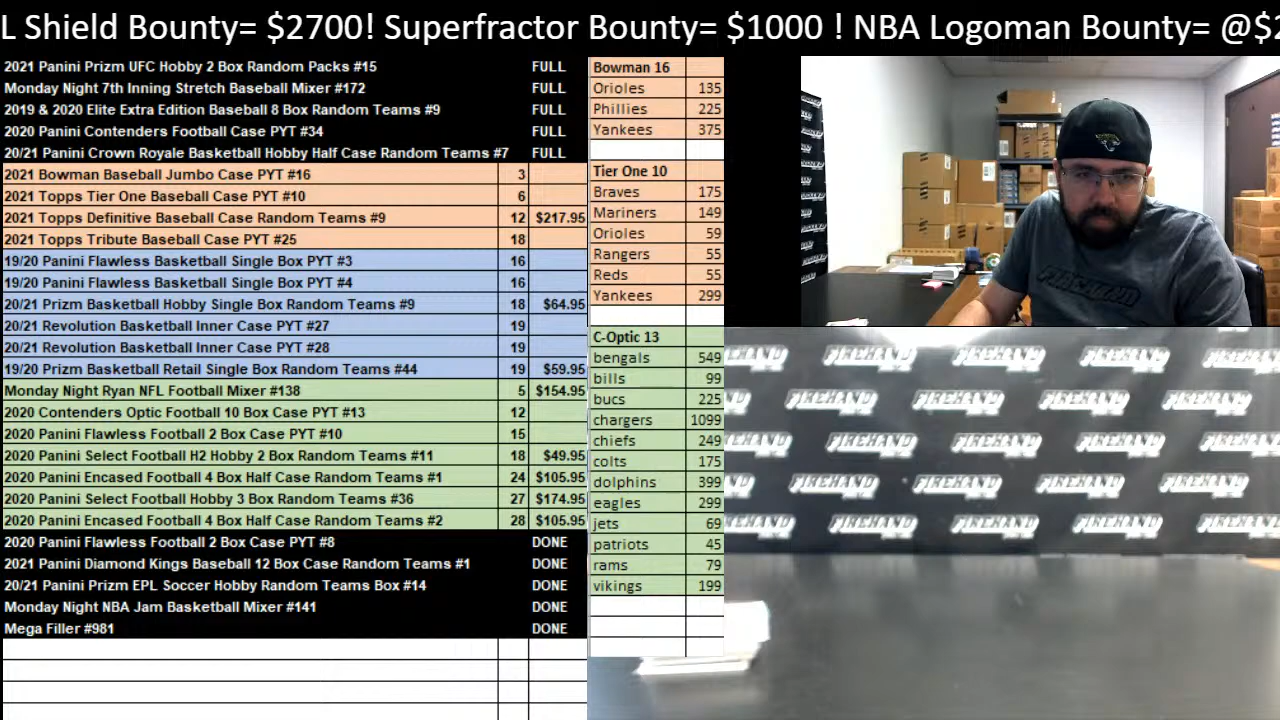 L Shield Bounty= $2700! Superfractor Bounty= $1000 ! NBA Logoman Bounty= @$2
2021 Panini Prizm UFC Hobby 2 Box Random Packs #15 FULL
Monday Night 7th Inning Stretch Baseball Mixer #172 FULL
2019 & 2020 Elite Extra Edition Baseball 8 Box Random Teams #9 FULL
2020 Panini Contenders Football Case PYT #34 FULL
20/21 Panini Crown Royale Basketball Hobby Half Case Random Teams #7 FULL
2021 Bowman Baseball Jumbo Case PYT #16 3
2021 Topps Tier One Baseball Case PYT #10 6
2021 Topps Definitive Baseball Case Random Teams #9 12 $217.95
2021 Topps Tribute Baseball Case PYT #25 18
19/20 Panini Flawless Basketball Single Box PYT #3 16
19/20 Panini Flawless Basketball Single Box PYT #4 16
20/21 Prizm Basketball Hobby Single Box Random Teams #9 18 $64.95
20/21 Revolution Basketball Inner Case PYT #27 19
20/21 Revolution Basketball Inner Case PYT #28 19
19/20 Prizm Basketball Retail Single Box Random Teams #44 19 $59.95
Monday Night Ryan NFL Football Mixer #138 5 $154.95
2020 Contenders Optic Football 10 Box Case PYT #13 12
2020 Panini Flawless Football 2 Box Case PYT #10 15
2020 Panini Select Football H2 Hobby 2 Box Random Teams #11 18 $49.95
2020 Panini Encased Football 4 Box Half Case Random Teams #1 24 $105.95
2020 Panini Select Football Hobby 3 Box Random Teams #36 27 $174.95
2020 Panini Encased Football 4 Box Half Case Random Teams #2 28 $105.95
2020 Panini Flawless Football 2 Box Case PYT #8 DONE
2021 Panini Diamond Kings Baseball 12 Box Case Random Teams #1 DONE
20/21 Panini Prizm EPL Soccer Hobby Random Teams Box #14 DONE
Monday Night NBA Jam Basketball Mixer #141 DONE
Mega Filler #981 DONE
Bowman 16
Orioles 135
Phillies 225
Yankees 375
Tier One 10
Braves 175
Mariners 149
Orioles 59
Rangers 55
Reds 55
Yankees 299
C-Optic 13
bengals 549
bills 99
bucs 225
chargers 1099
chiefs 249
colts 175
dolphins 399
eagles 299
jets 69
patriots 45
rams 79
vikings 199
FIREHAND
FIREHAND FIREHAND FIREHAND
FIREHAND FIREHAND FIREHAND FIREHAND
FIREHAND FIREHAND FIREHAND
FIREHAND FIREHAND FIREHAND FIREHAND
FIREHAND FIREHAND FIREHAND